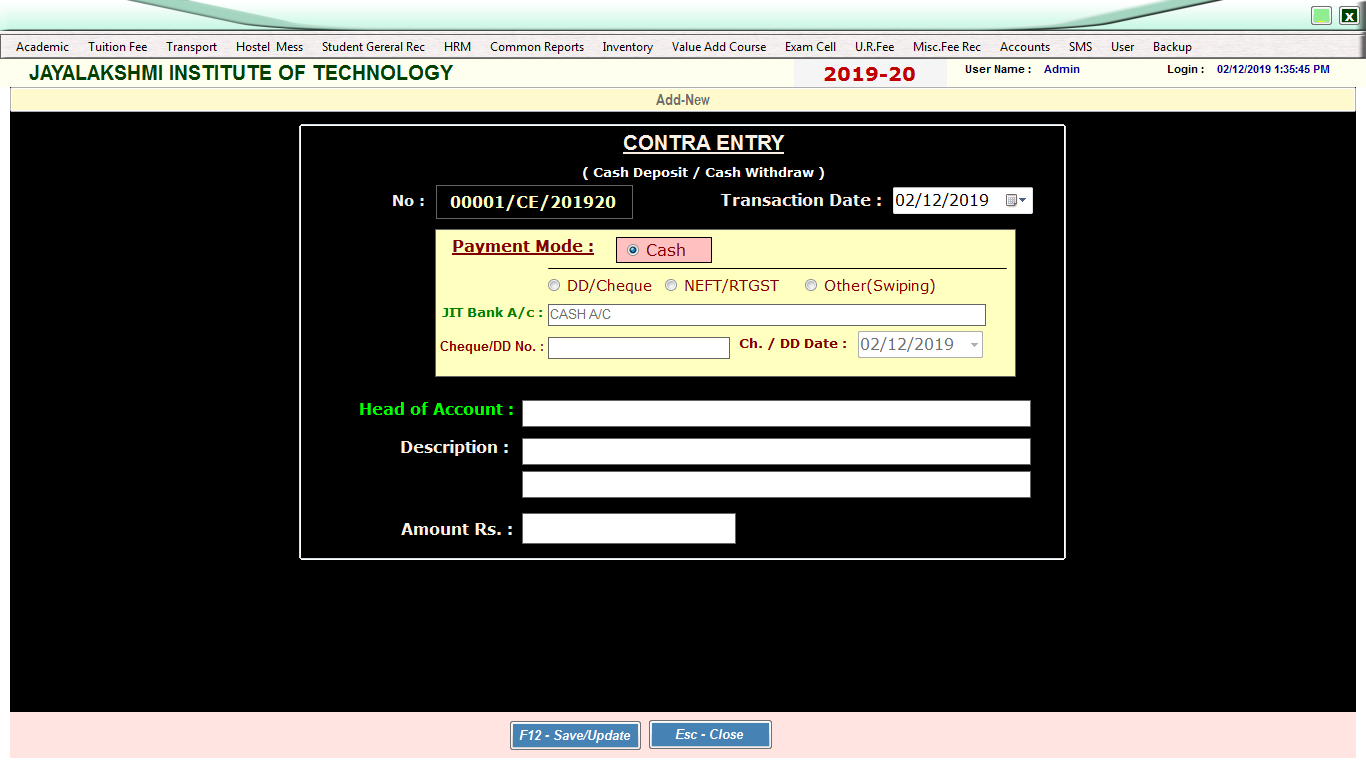 X
Academic Tuition Fee Transport Hostel Mess Student Gereral Rec HRM Common Reports Inventory Value Add Course Exam Cell U.R.Fee Misc.Fee Rec Accounts SMS User Backup
JAYALAKSHMI INSTITUTE OF TECHNOLOGY 2019-20 User Name : Admin Login : 02/12/2019 1:35:45 PM
Add-New
CONTRA ENTRY
( Cash Deposit / Cash Withdraw )
No : 00001/CE/201920 Transaction Date : 02/12/2019
Payment Mode : Cash
DD/Cheque NEFT/RTGST Other(Swiping)
JIT Bank A/c : CASH A/C
Cheque/DD No. : Ch. / DD Date : 02/12/2019
Head of Account :
Description :
Amount Rs. :
F12 - Save/Update Esc - Close